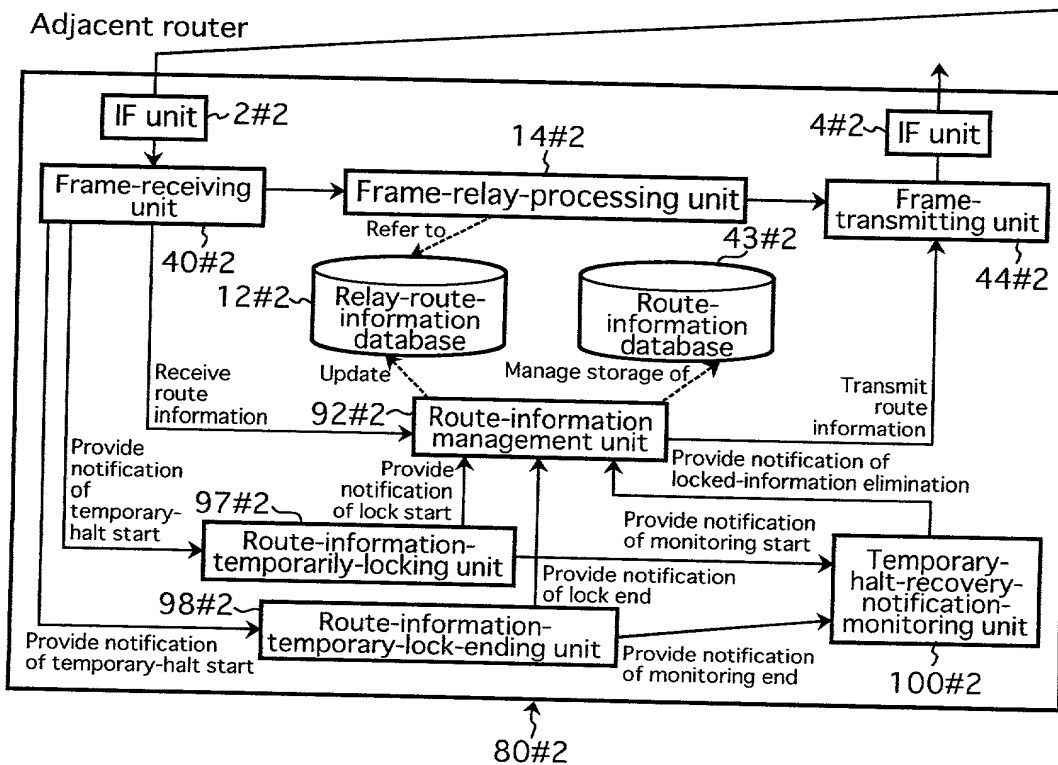 Adjacent router
IF unit
2#2
4#2
IF unit
14#2
Frame-receiving
unit
Frame-relay-processing unit
Frame-
transmitting unit
40#2
Refer to
43#2
44#2
12#2
Relay-route-
information
database
Route-
information
database
Receive
route
information
Update
Manage storage of
Transmit
route
information
92#2
Route-information
management unit
Provide
notification
of
temporary-
halt start
Provide
notification
of lock start
Provide notification of
locked-information elimination
97#2
Route-information-
temporarily-locking unit
Provide notification
of monitoring start
Temporary-
halt-recovery-
notification-
monitoring unit
Provide notification
of lock end
98#2
Route-information-
temporary-lock-ending unit
Provide notification
of temporary-halt start
Provide notification
of monitoring end
100#2
80#2